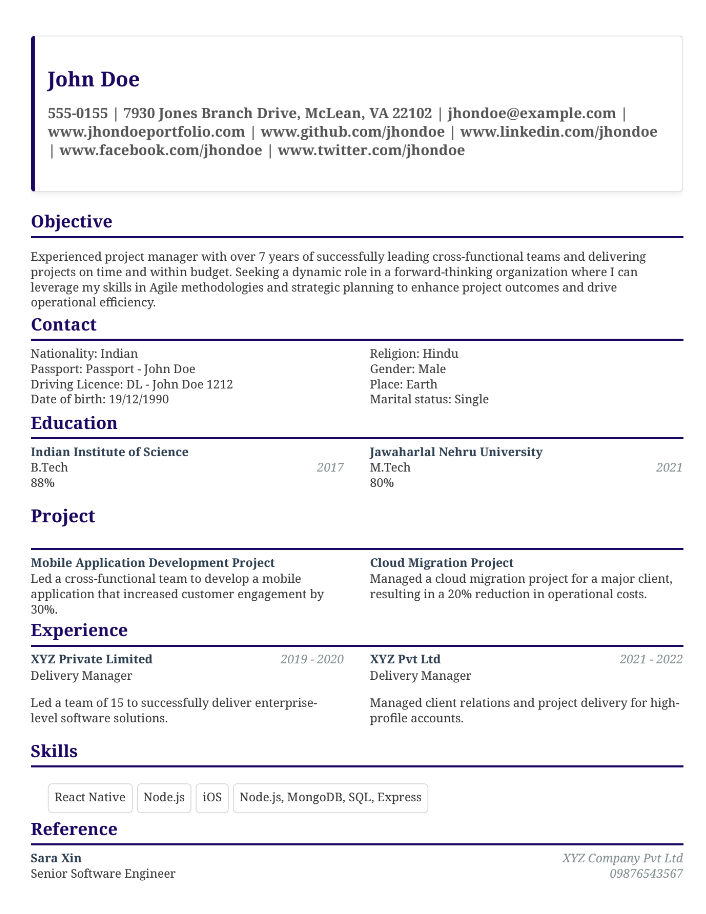 John Doe
555-0155 | 7930 Jones Branch Drive, McLean, VA 22102 | jhondoe@example.com |
www.jhondoeportfolio.com | www.github.com/jhondoe | www.linkedin.com/jhondoe
| www.facebook.com/jhondoe | www.twitter.com/jhondoe
Objective
Experienced project manager with over 7 years of successfully leading cross-functional teams and delivering
projects on time and within budget. Seeking a dynamic role in a forward-thinking organization where I can
leverage my skills in Agile methodologies and strategic planning to enhance project outcomes and drive
operational efficiency.
Contact
Nationality: Indian
Passport: Passport - John Doe
Driving Licence: DL - John Doe 1212
Date of birth: 19/12/1990
Religion: Hindu
Gender: Male
Place: Earth
Marital status: Single
Education
Indian Institute of Science
B.Tech 2017
88%
Jawaharlal Nehru University
M.Tech 2021
80%
Project
Mobile Application Development Project
Led a cross-functional team to develop a mobile
application that increased customer engagement by
30%.
Cloud Migration Project
Managed a cloud migration project for a major client,
resulting in a 20% reduction in operational costs.
Experience
XYZ Private Limited 2019 - 2020
Delivery Manager
Led a team of 15 to successfully deliver enterprise-
level software solutions.
XYZ Pvt Ltd 2021 - 2022
Delivery Manager
Managed client relations and project delivery for high-
profile accounts.
Skills
React Native Node.js iOS Node.js, MongoDB, SQL, Express
Reference
Sara Xin XYZ Company Pvt Ltd
Senior Software Engineer 09876543567